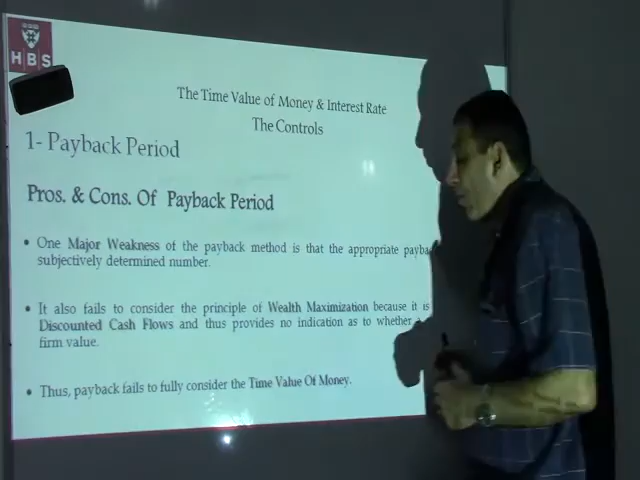 H B S
The Time Value of Money & Interest Rate
The Controls
1- Payback Period
Pros. & Cons. Of Payback Period
• One Major Weakness of the payback method is that the appropriate
subjectively determined number.
• It also fails to consider the principle of Wealth Maximization because it is
Discounted Cash Flows and thus provides no indication as to whether
firm value.
• Thus, payback fails to fully consider the Time Value Of Money.